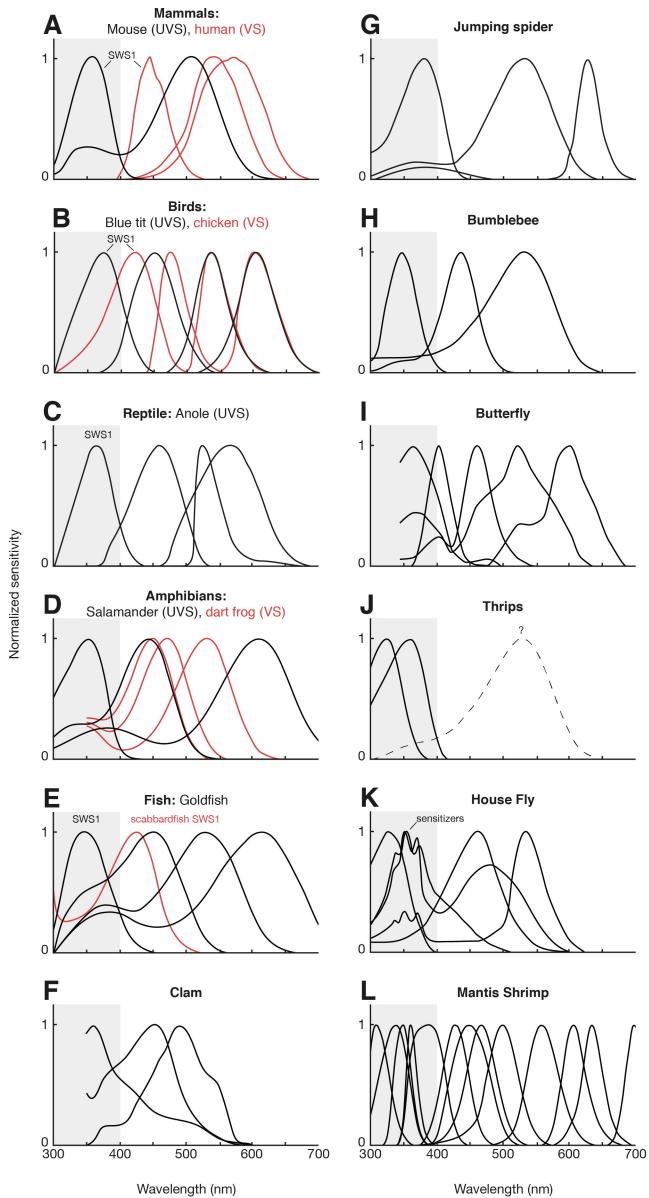 A
Mammals:
Mouse (UVS), human (VS)
SWS1
1
0
B
Birds:
Blue tit (UVS), chicken (VS)
SWS1
1
0
C
Reptile: Anole (UVS)
SWS1
1
0
Normalized sensitivity
D
Amphibians:
Salamander (UVS), dart frog (VS)
1
0
E
Fish: Goldfish
SWS1
scabbardfish SWS1
1
0
F
Clam
1
0
300 400 500 600 700
Wavelength (nm)
G
Jumping spider
1
0
H
Bumblebee
1
0
I
Butterfly
1
0
J
Thrips
?
1
0
K
House Fly
sensitizers
1
0
L
Mantis Shrimp
1
0
300 400 500 600 700
Wavelength (nm)